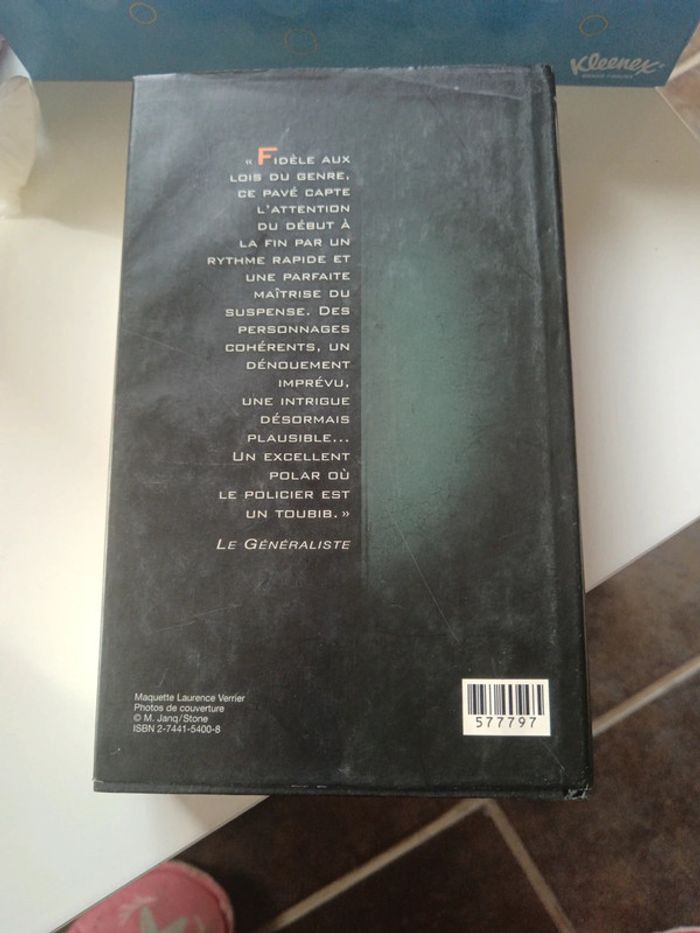 Kleenex
« FIDÈLE AUX
LOIS DU GENRE,
CE PAVÉ CAPTE
L'ATTENTION
DU DÉBUT À
LA FIN PAR UN
RYTHME RAPIDE ET
UNE PARFAITE
MAÎTRISE DU
SUSPENSE. DES
PERSONNAGES
COHÉRENTS, UN
DÉNOUEMENT
IMPRÉVU,
UNE INTRIGUE
DÉSORMAIS
PLAUSIBLE...
UN EXCELLENT
POLAR OÙ
LE POLICIER EST
UN TOUBIB. »
LE GÉNÉRALISTE
Maquette Laurence Verrier
Photos de couverture
© M. Janq/Stone
ISBN 2-7441-5400-8
577797